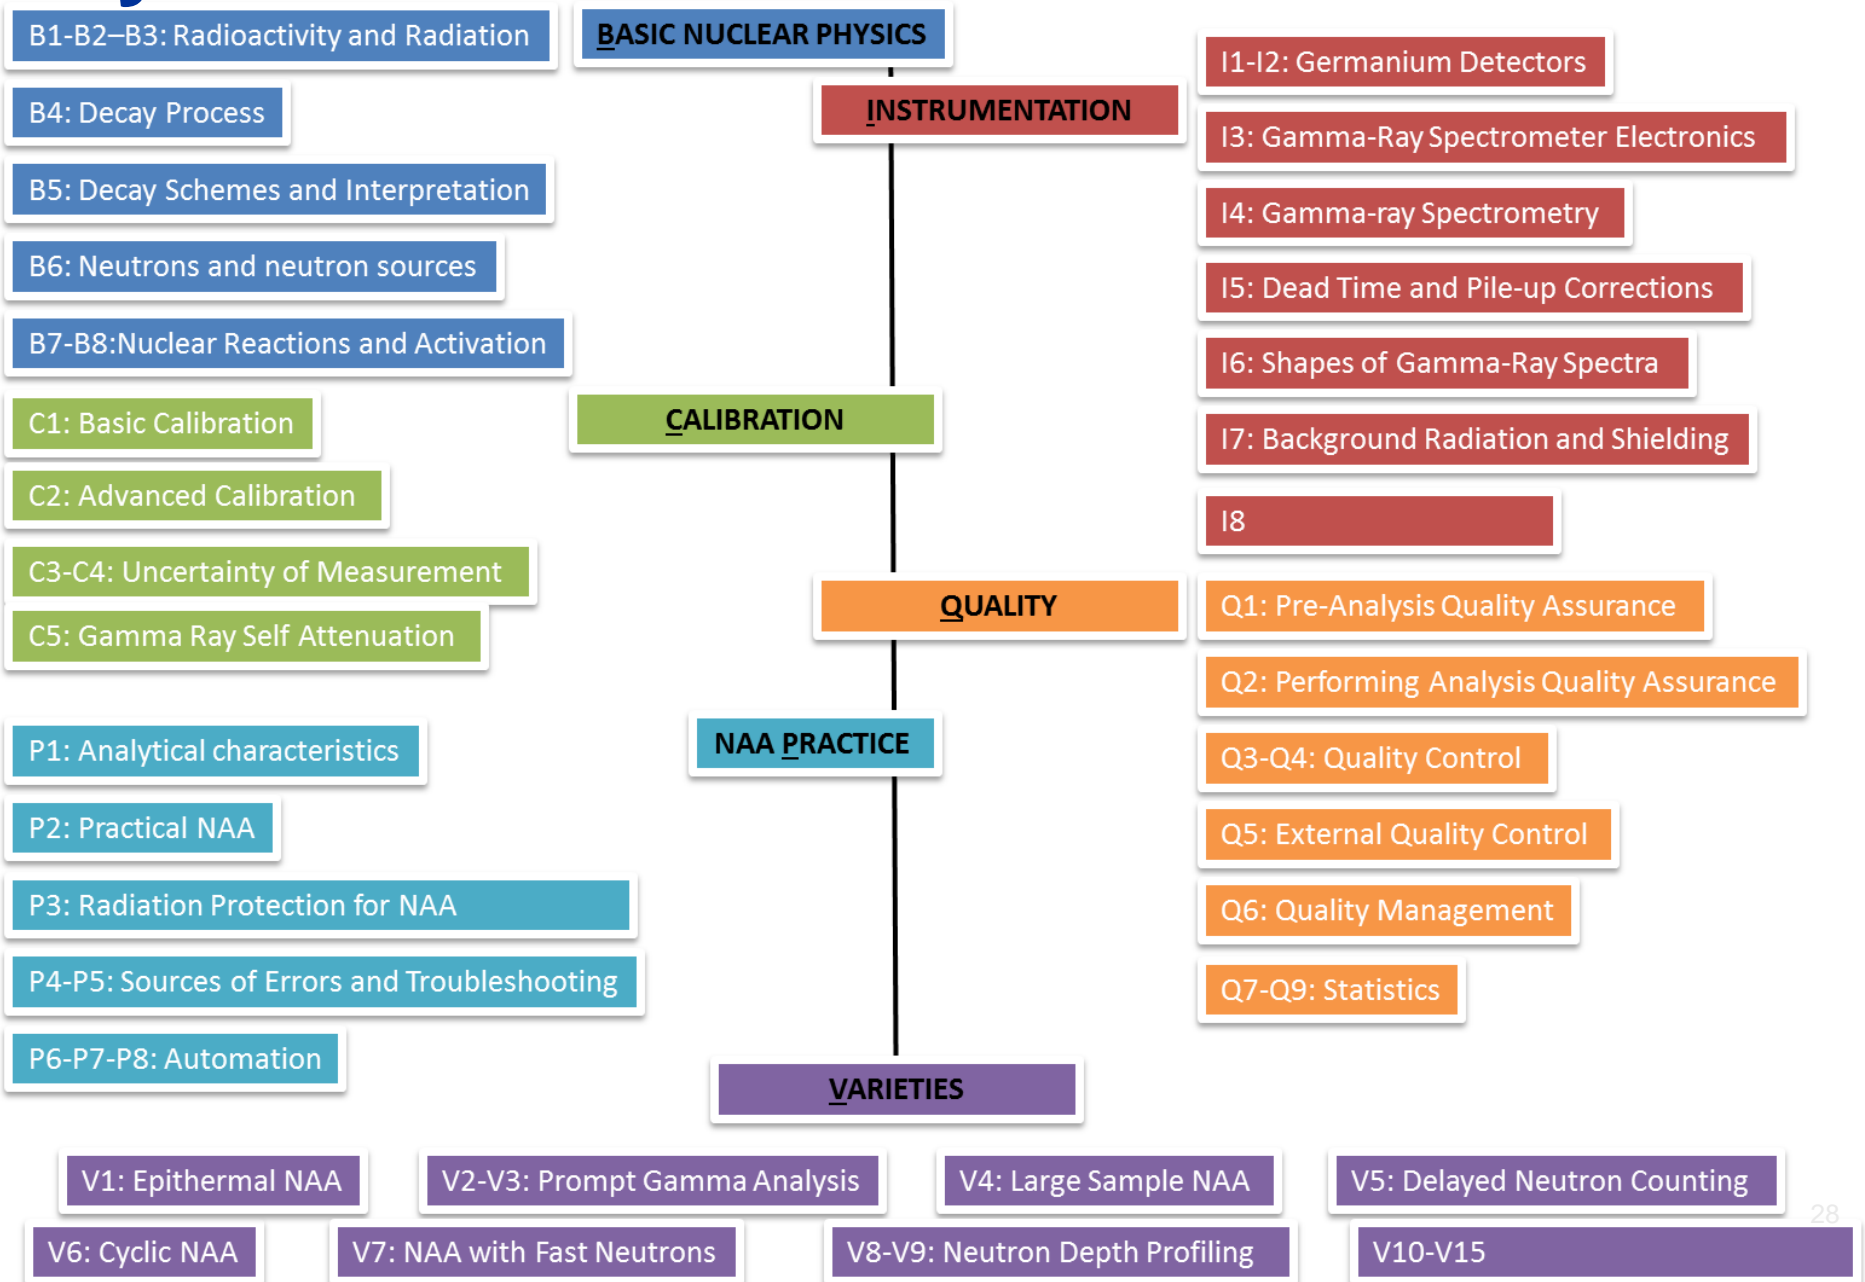 B1-B2–B3: Radioactivity and Radiation
B4: Decay Process
B5: Decay Schemes and Interpretation
B6: Neutrons and neutron sources
B7-B8:Nuclear Reactions and Activation
BASIC NUCLEAR PHYSICS
INSTRUMENTATION
I1-I2: Germanium Detectors
I3: Gamma-Ray Spectrometer Electronics
I4: Gamma-ray Spectrometry
I5: Dead Time and Pile-up Corrections
I6: Shapes of Gamma-Ray Spectra
I7: Background Radiation and Shielding
I8
C1: Basic Calibration
C2: Advanced Calibration
C3-C4: Uncertainty of Measurement
C5: Gamma Ray Self Attenuation
CALIBRATION
QUALITY
Q1: Pre-Analysis Quality Assurance
Q2: Performing Analysis Quality Assurance
Q3-Q4: Quality Control
Q5: External Quality Control
Q6: Quality Management
Q7-Q9: Statistics
P1: Analytical characteristics
P2: Practical NAA
P3: Radiation Protection for NAA
P4-P5: Sources of Errors and Troubleshooting
P6-P7-P8: Automation
NAA PRACTICE
VARIETIES
V1: Epithermal NAA
V2-V3: Prompt Gamma Analysis
V4: Large Sample NAA
V5: Delayed Neutron Counting
V6: Cyclic NAA
V7: NAA with Fast Neutrons
V8-V9: Neutron Depth Profiling
V10-V15
28